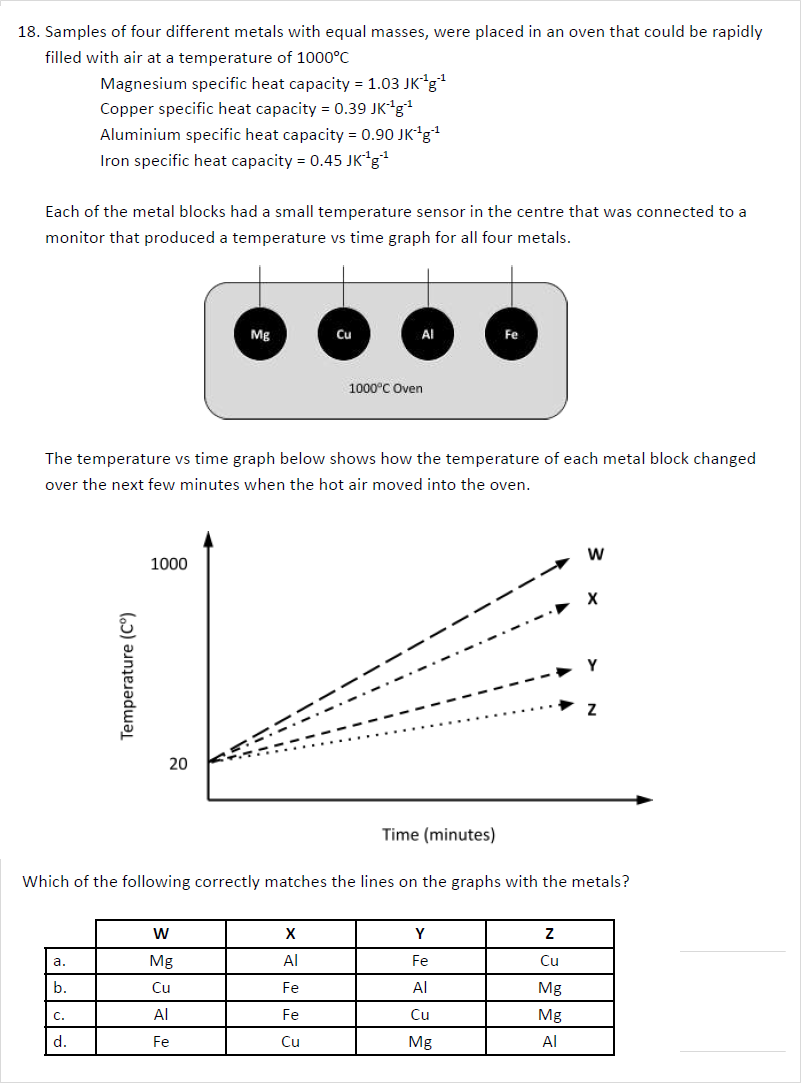 18. Samples of four different metals with equal masses, were placed in an oven that could be rapidly
filled with air at a temperature of 1000°C
Magnesium specific heat capacity = 1.03 JK⁻¹g⁻¹
Copper specific heat capacity = 0.39 JK⁻¹g⁻¹
Aluminium specific heat capacity = 0.90 JK⁻¹g⁻¹
Iron specific heat capacity = 0.45 JK⁻¹g⁻¹
Each of the metal blocks had a small temperature sensor in the centre that was connected to a
monitor that produced a temperature vs time graph for all four metals.
Mg Cu Al Fe
1000°C Oven
The temperature vs time graph below shows how the temperature of each metal block changed
over the next few minutes when the hot air moved into the oven.
Temperature (C°)
1000
20
W
X
Y
Z
Time (minutes)
Which of the following correctly matches the lines on the graphs with the metals?
W X Y Z
a. Mg Al Fe Cu
b. Cu Fe Al Mg
c. Al Fe Cu Mg
d. Fe Cu Mg Al